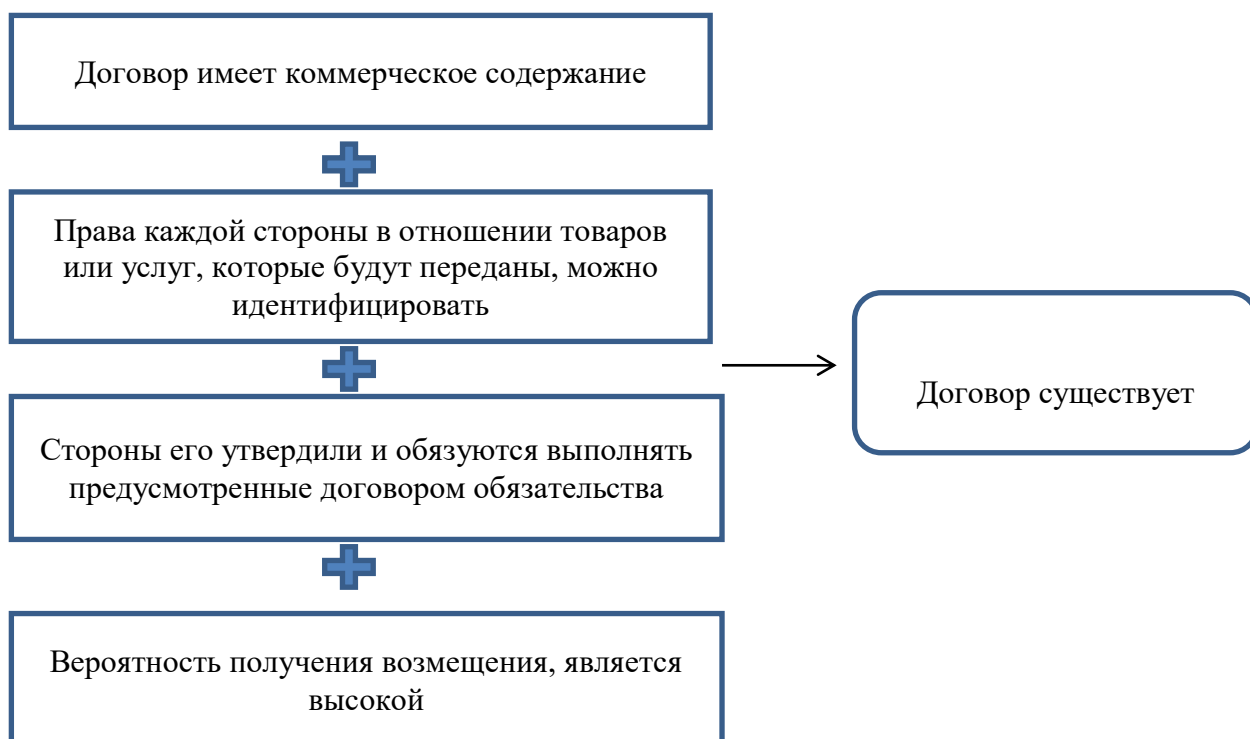 Договор имеет коммерческое содержание
Права каждой стороны в отношении товаров
или услуг, которые будут переданы, можно
идентифицировать
Стороны его утвердили и обязуются выполнять
предусмотренные договором обязательства
Вероятность получения возмещения, является
высокой
Договор существует